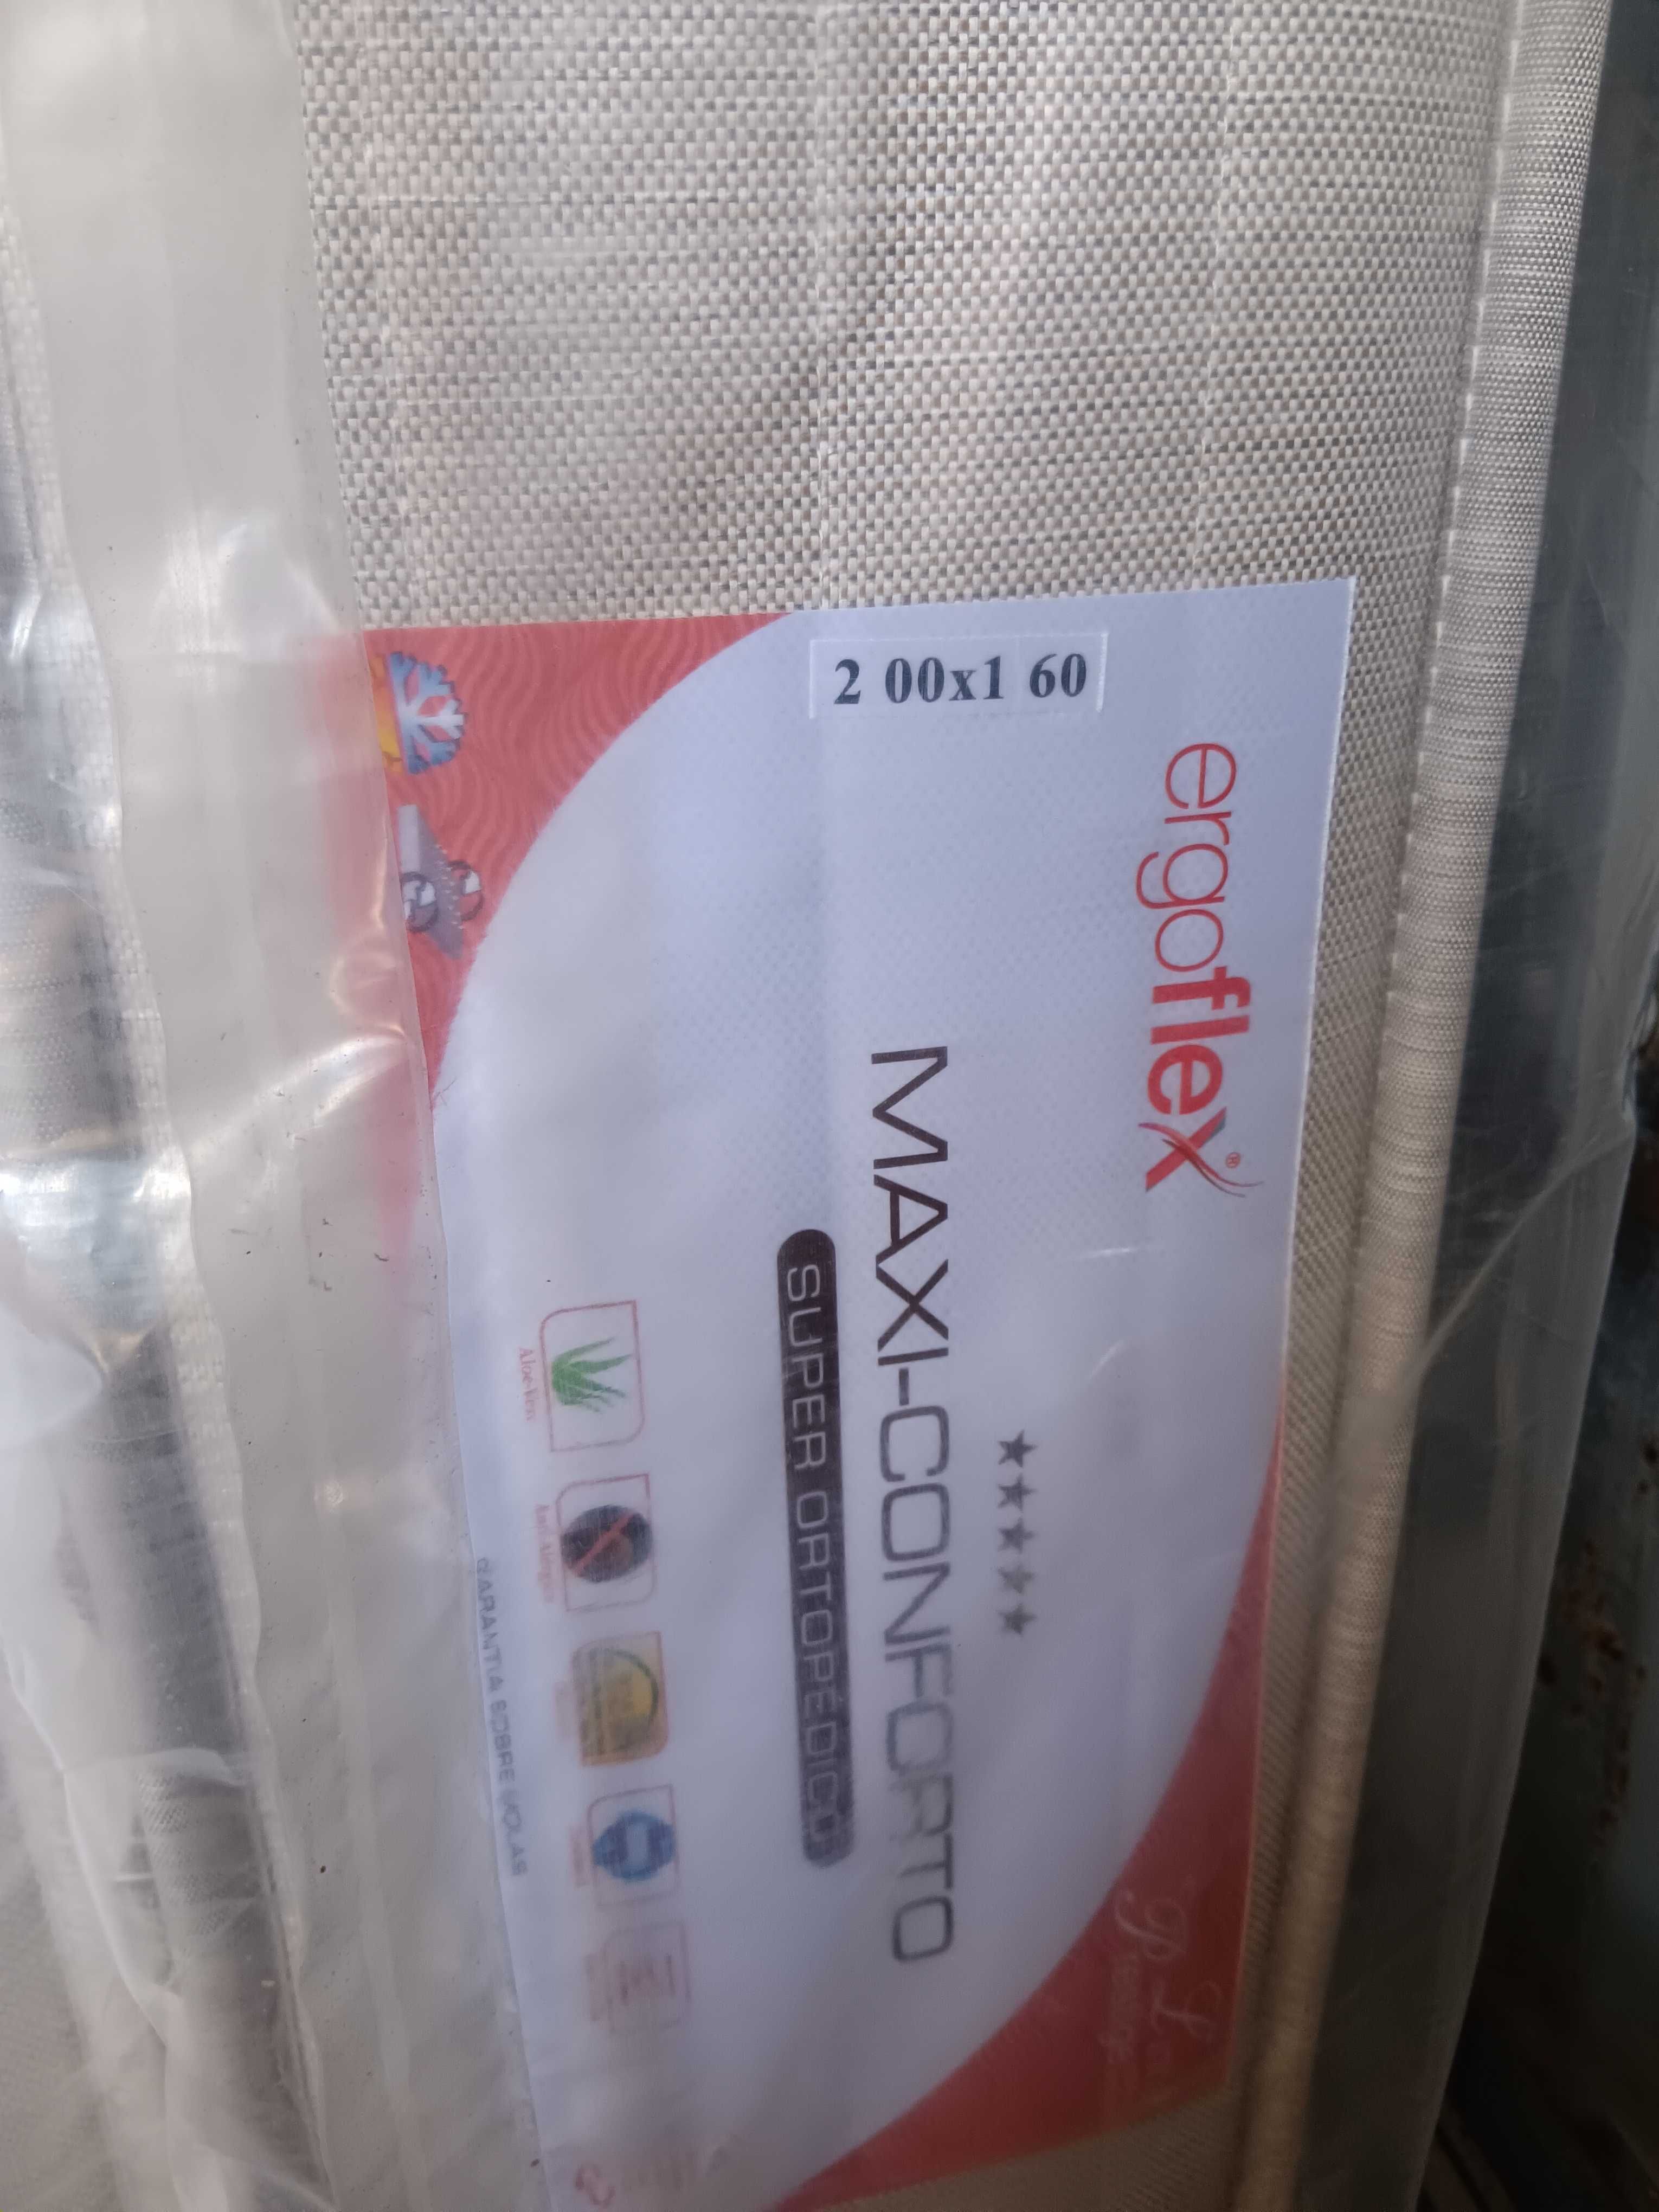 2 00x1 60
ergoflex®
MAXI-CONFORTO
SUPER ORTOPEDICO
Aloe-Vera
GARANTIA SOBRE MOLAS